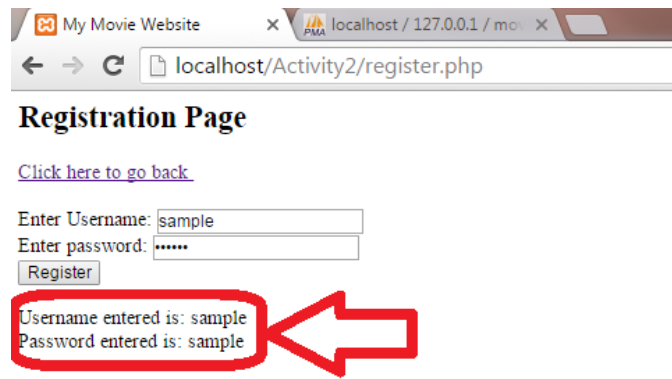 My Movie Website
PMA localhost / 127.0.0.1 / mov
localhost/Activity2/register.php
Registration Page
Click here to go back
Enter Username: sample
Enter password: ••••••
Register
Username entered is: sample
Password entered is: sample